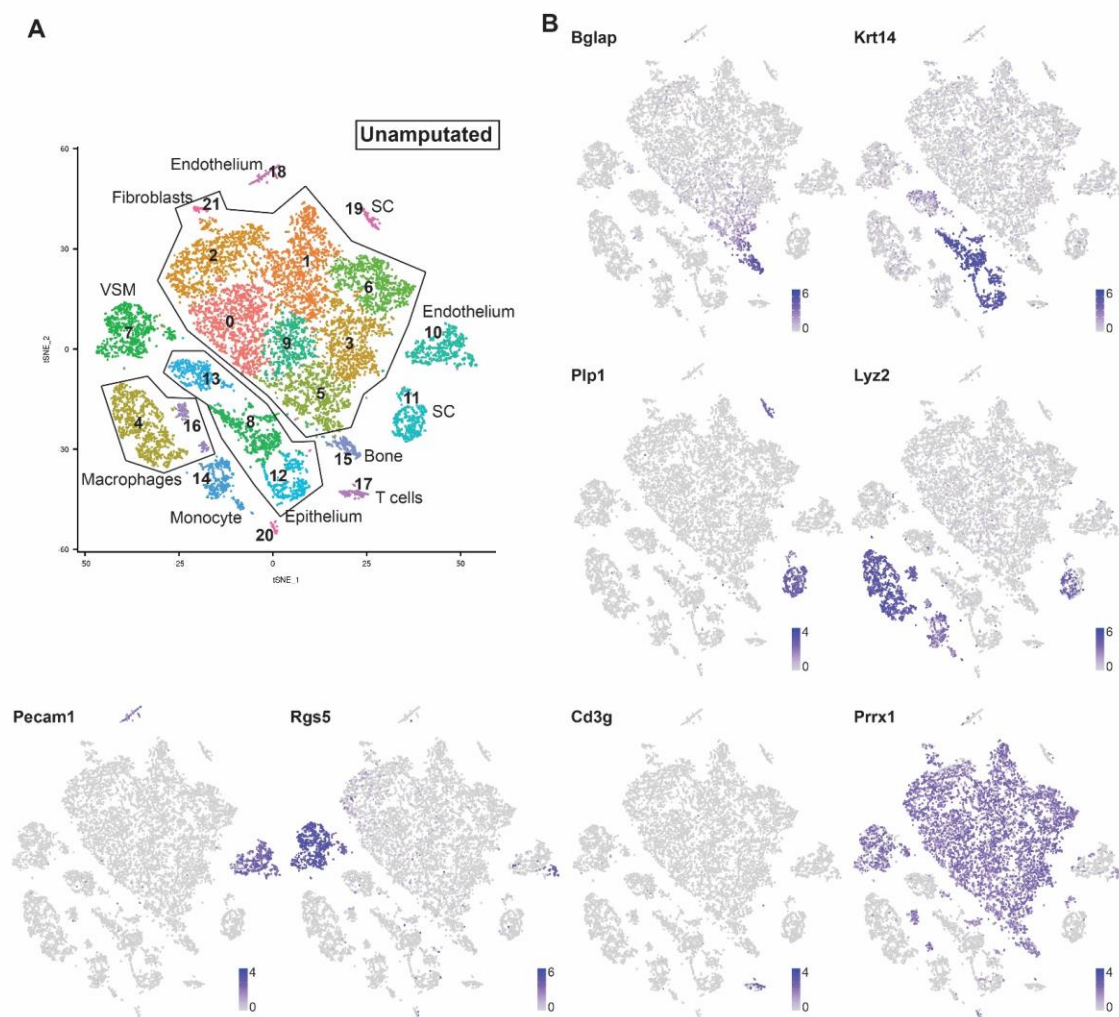 A
Unamputated
60
30
0
-30
-60
50
25
0
25
50
tSNE_2
tSNE_1
Endothelium
18
Fibroblasts
21
19
SC
2
1
6
VSM
7
0
9
3
Endothelium
10
13
5
11
SC
4
16
8
15
Bone
Macrophages
14
12
17
T cells
Monocyte
20
Epithelium
B
Bglap
6
0
Krt14
6
0
Plp1
4
0
Lyz2
6
0
Pecam1
4
0
Rgs5
6
0
Cd3g
4
0
Prrx1
4
0